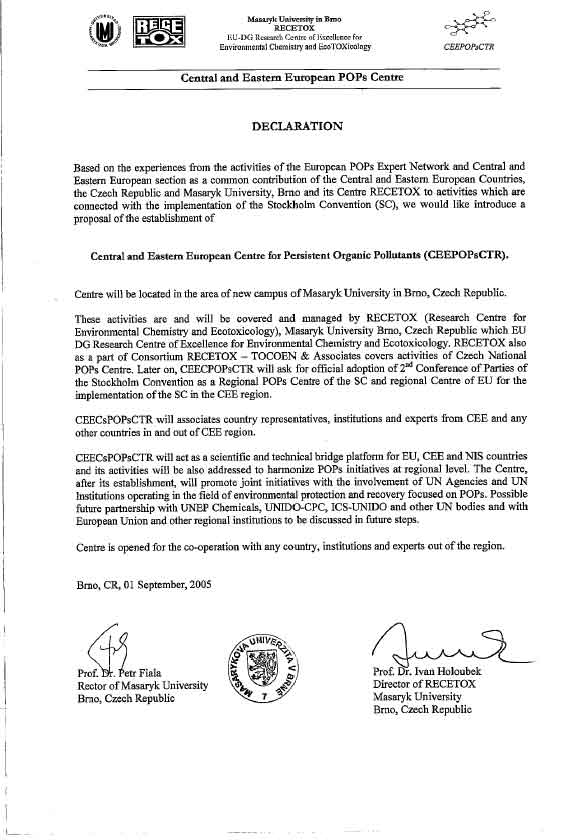 Masaryk University in Brno
RECETOX
EU-DG Research Centre of Excellence for
Environmental Chemistry and EcoTOXicology
RECE
TOX
CEEPOPsCTR
Central and Eastern European POPs Centre
DECLARATION
Based on the experiences from the activities of the European POPs Expert Network and Central and
Eastern European section as a common contribution of the Central and Eastern European Countries,
the Czech Republic and Masaryk University, Brno and its Centre RECETOX to activities which are
connected with the implementation of the Stockholm Convention (SC), we would like introduce a
proposal of the establishment of
Central and Eastern European Centre for Persistent Organic Pollutants (CEEPOPsCTR).
Centre will be located in the area of new campus of Masaryk University in Brno, Czech Republic.
These activities are and will be covered and managed by RECETOX (Research Centre for
Environmental Chemistry and Ecotoxicology), Masaryk University Brno, Czech Republic which EU
DG Research Centre of Excellence for Environmental Chemistry and Ecotoxicology. RECETOX also
as a part of Consortium RECETOX – TOCOEN & Associates covers activities of Czech National
POPs Centre. Later on, CEECPOPsCTR will ask for official adoption of 2nd Conference of Parties of
the Stockholm Convention as a Regional POPs Centre of the SC and regional Centre of EU for the
implementation of the SC in the CEE region.
CEECsPOPsCTR will associates country representatives, institutions and experts from CEE and any
other countries in and out of CEE region.
CEECsPOPsCTR will act as a scientific and technical bridge platform for EU, CEE and NIS countries
and its activities will be also addressed to harmonize POPs initiatives at regional level. The Centre,
after its establishment, will promote joint initiatives with the involvement of UN Agencies and UN
Institutions operating in the field of environmental protection and recovery focused on POPs. Possible
future partnership with UNEP Chemicals, UNIDO-CPC, ICS-UNIDO and other UN bodies and with
European Union and other regional institutions to be discussed in future steps.
Centre is opened for the co-operation with any country, institutions and experts out of the region.
Brno, CR, 01 September, 2005
Prof. Dr. Petr Fiala
Rector of Masaryk University
Brno, Czech Republic
MASARYKOVA UNIVERZITA V BRNĚ
7
Prof. Dr. Ivan Holoubek
Director of RECETOX
Masaryk University
Brno, Czech Republic